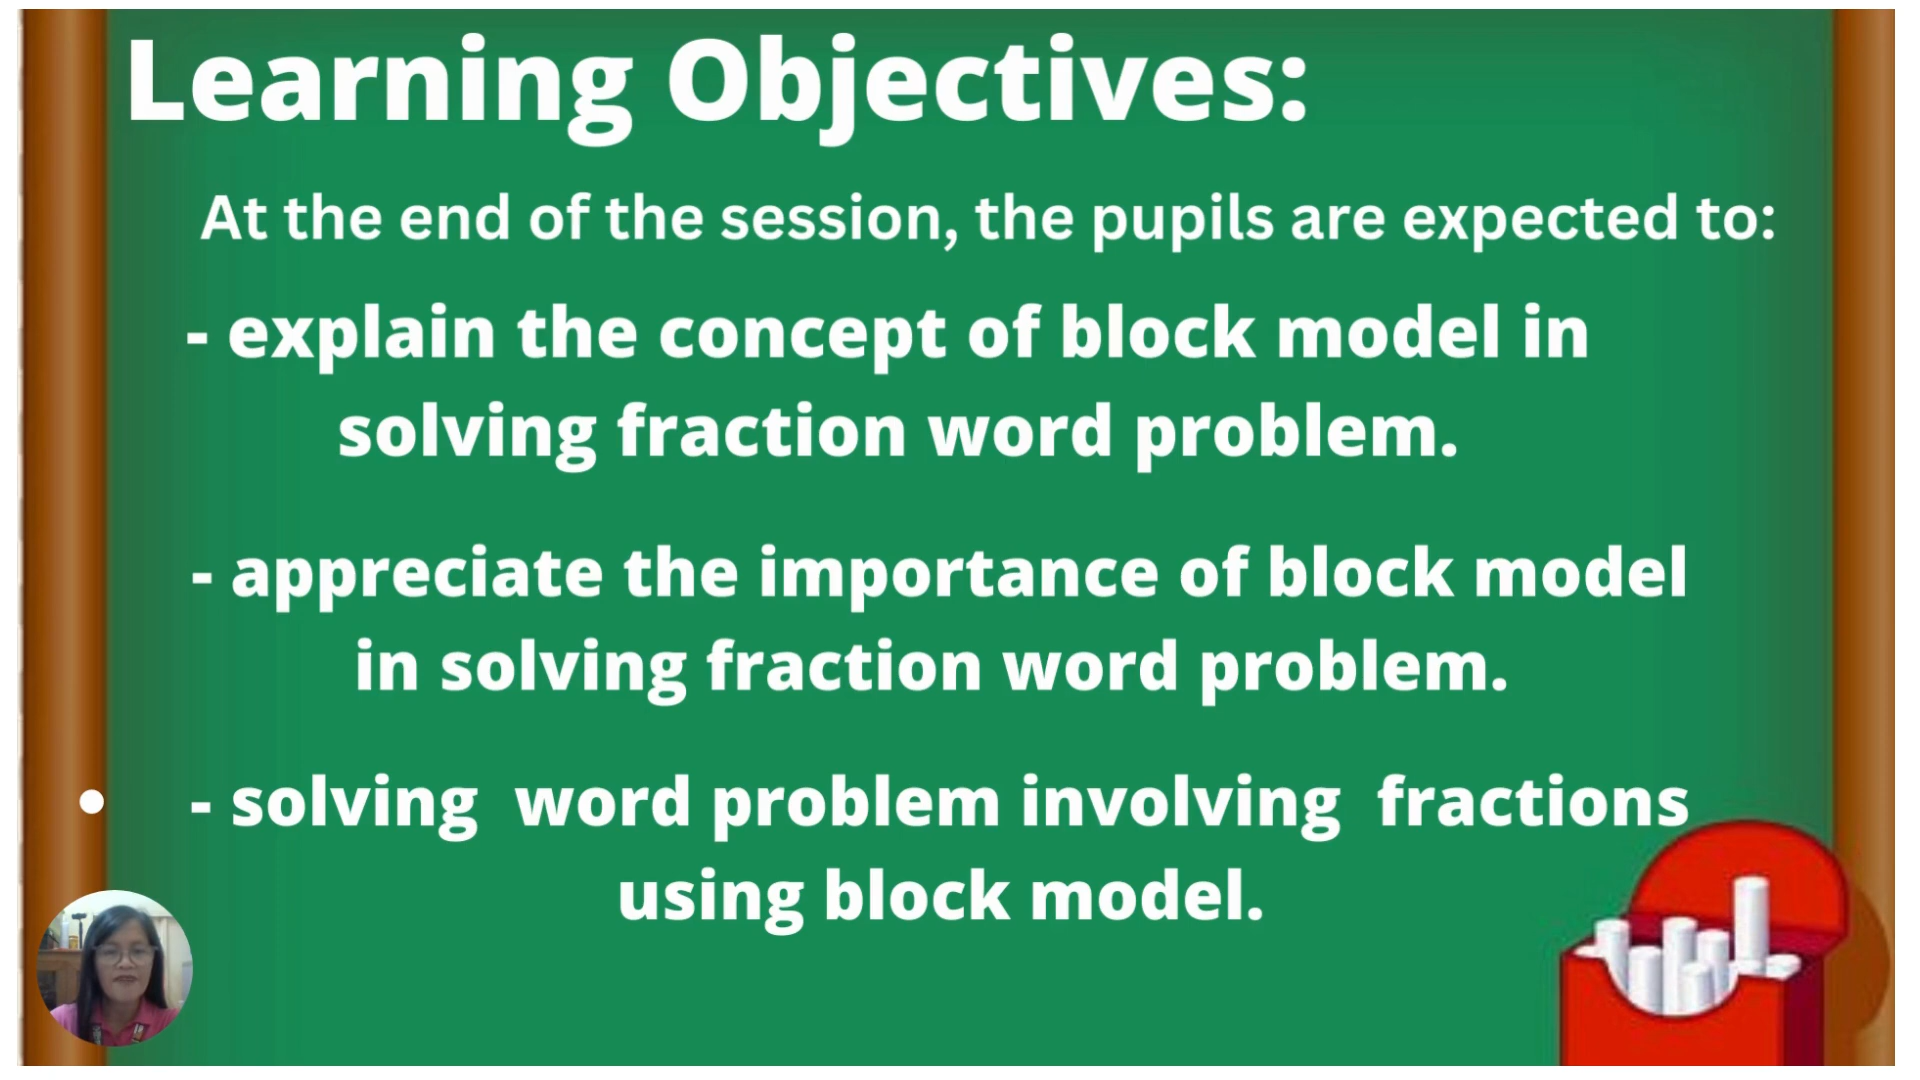 Learning Objectives:
At the end of the session, the pupils are expected to:
- explain the concept of block model in
solving fraction word problem.
- appreciate the importance of block model
in solving fraction word problem.
• - solving word problem involving fractions
using block model.